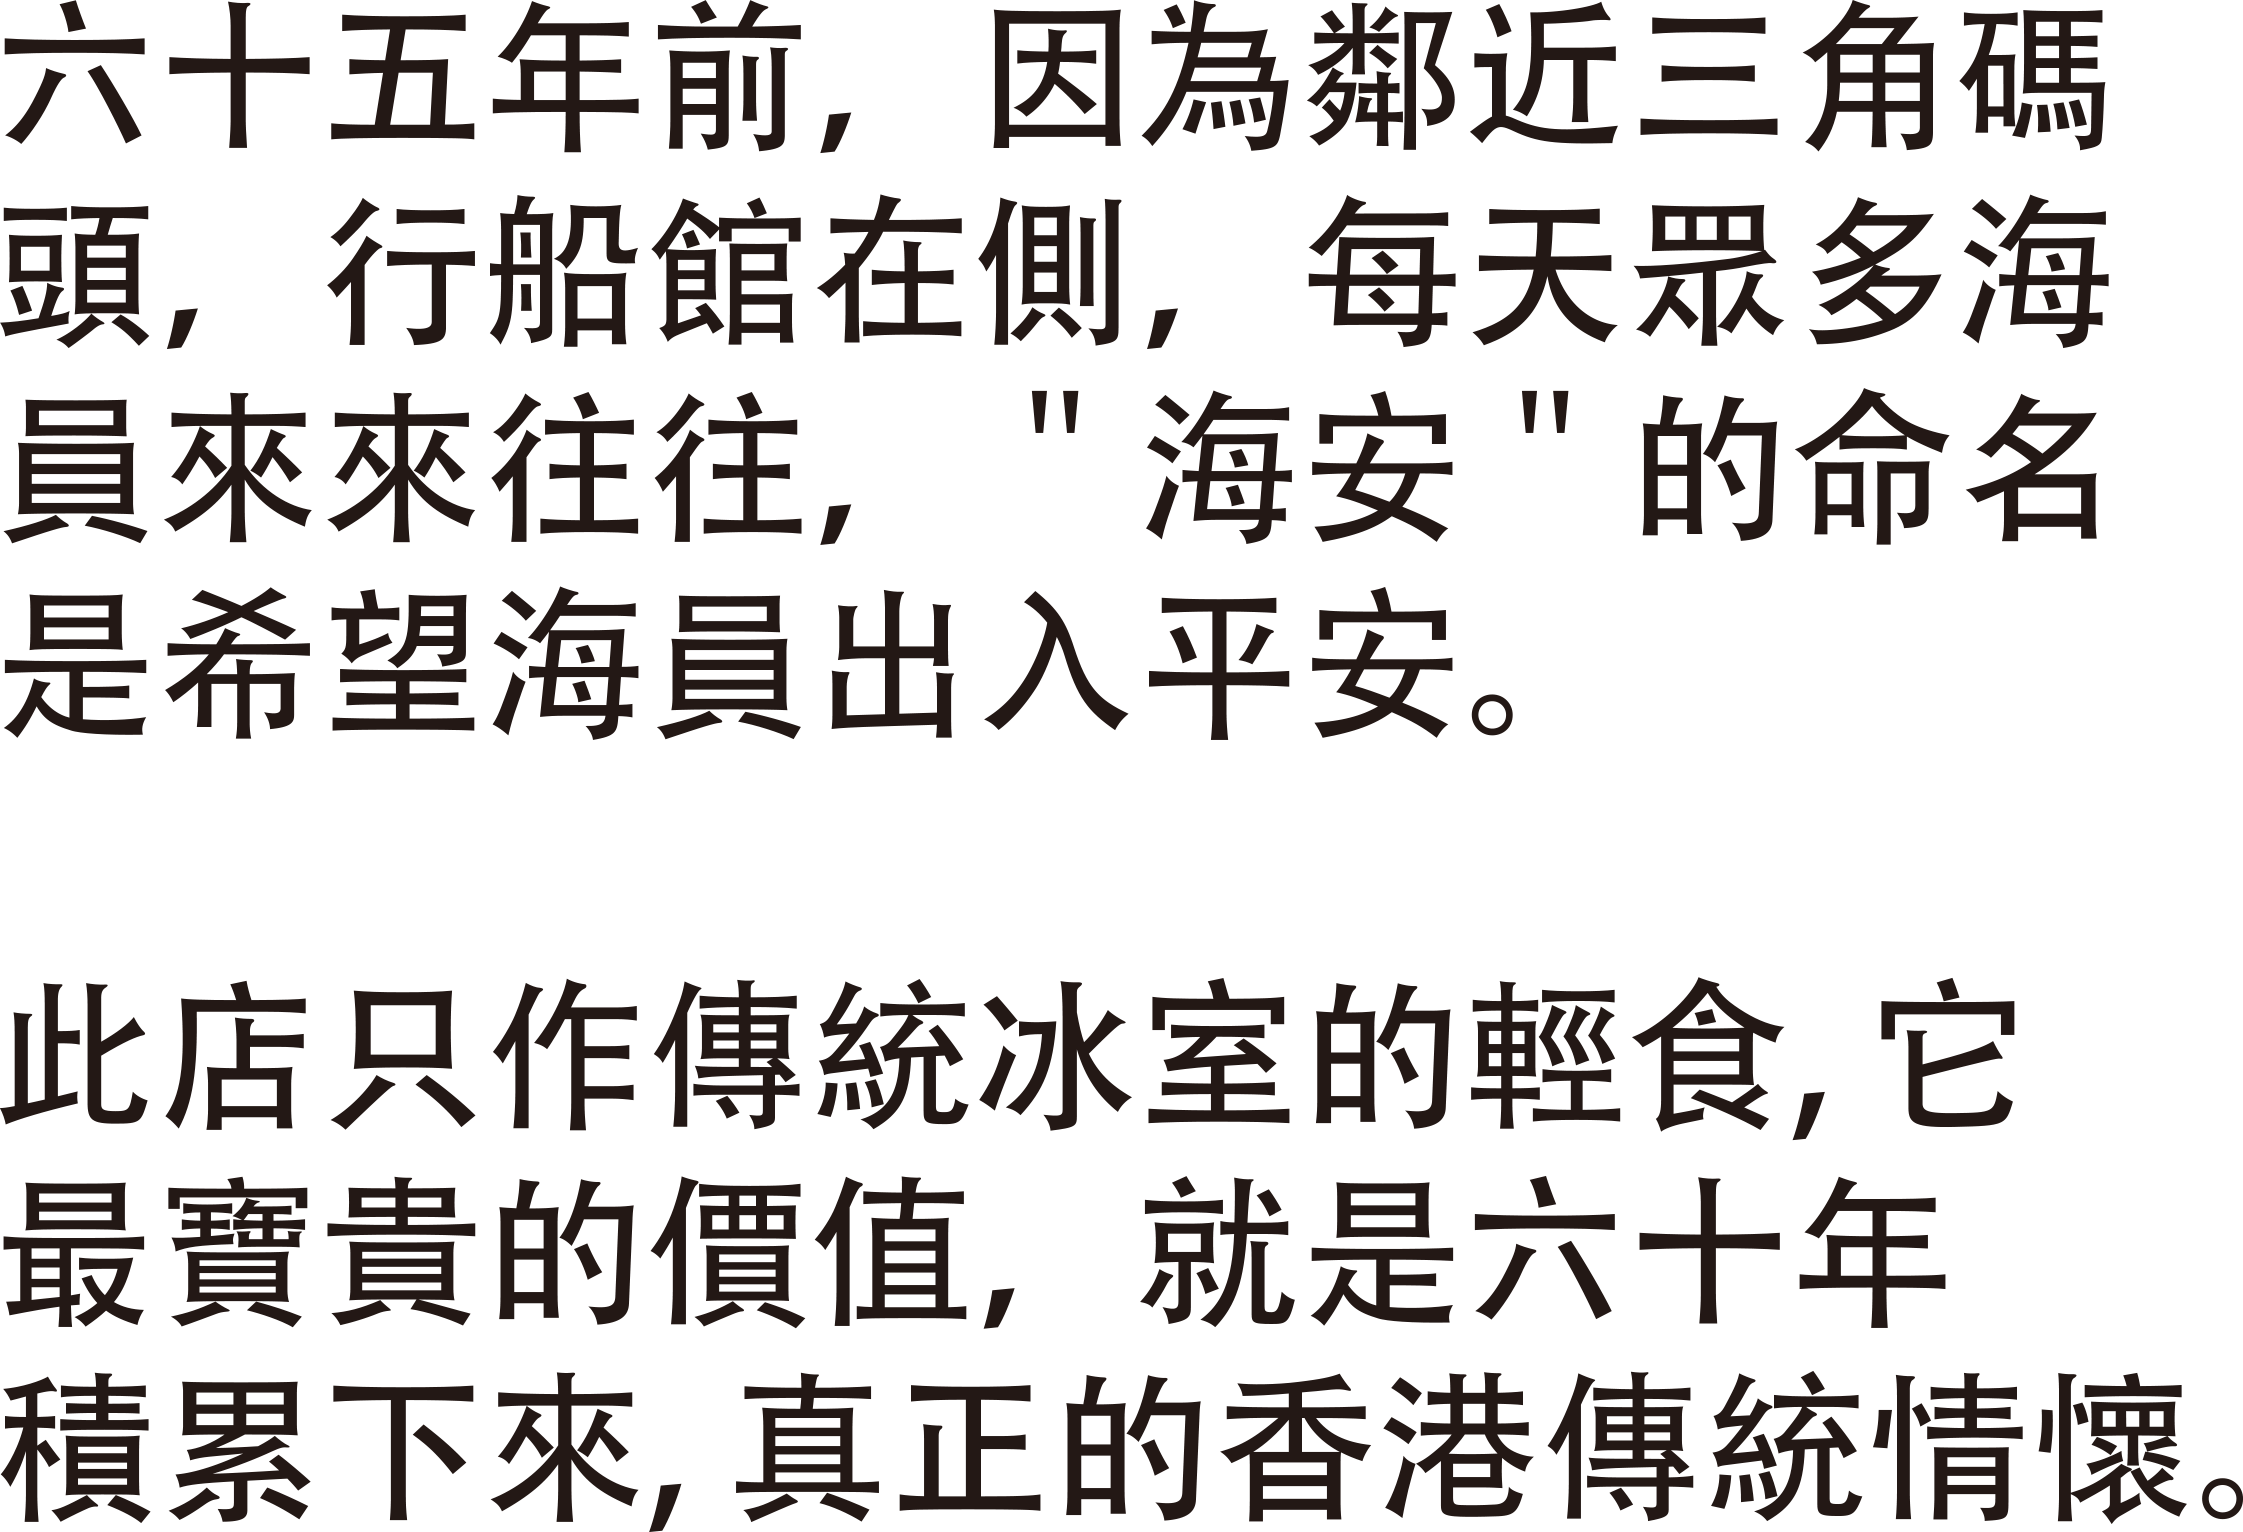 六十五年前, 因為鄰近三角碼
頭, 行船館在側, 每天眾多海
員來來往往, "海安"的命名
是希望海員出入平安。
此店只作傳統冰室的輕食,它
最寶貴的價值, 就是六十年
積累下來,真正的香港傳統情懷。